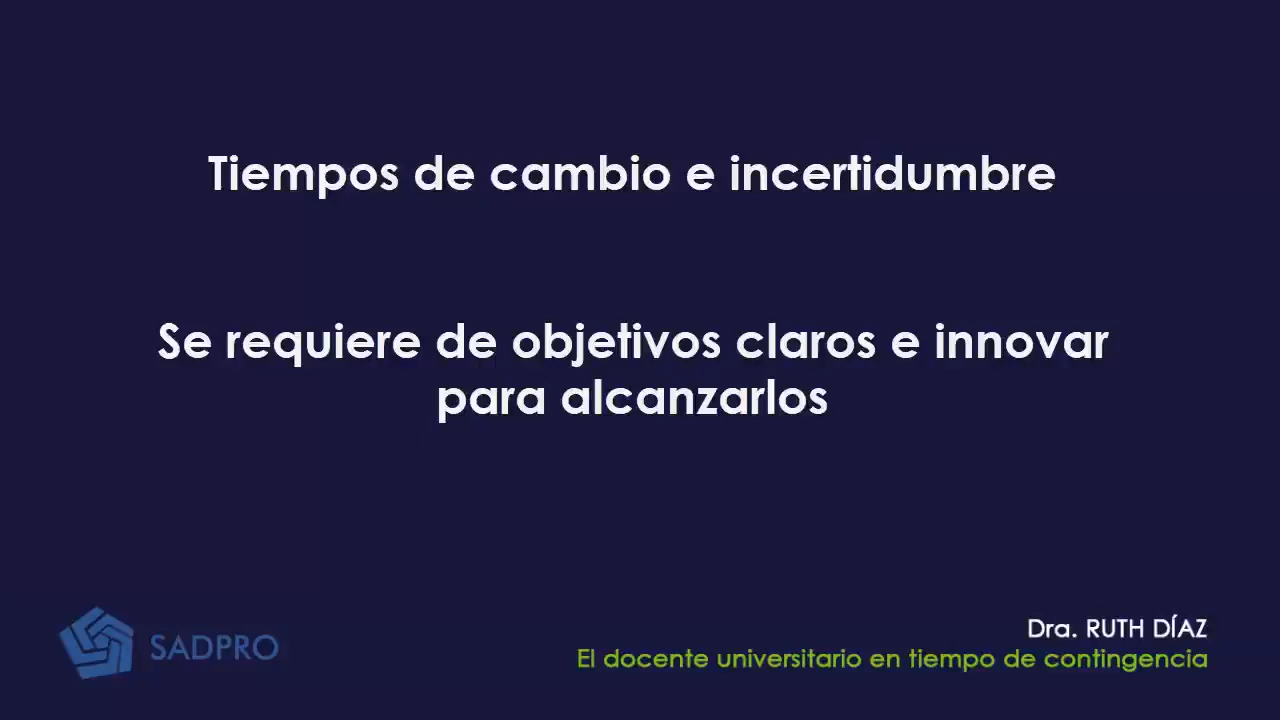 Tiempos de cambio e incertidumbre
Se requiere de objetivos claros e innovar
para alcanzarlos
SADPRO
Dra. RUTH DÍAZ
El docente universitario en tiempo de contingencia